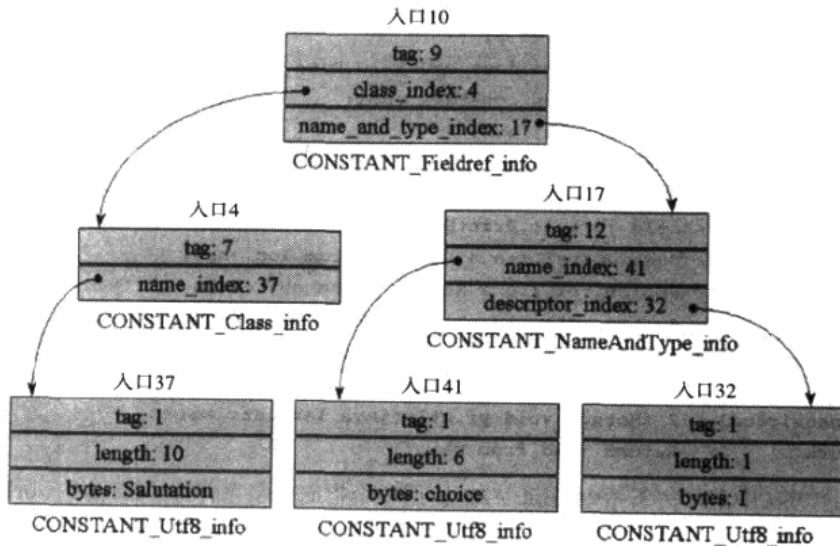 入口10
tag: 9
class_index: 4
name_and_type_index: 17
CONSTANT_Fieldref_info
入口4
tag: 7
name_index: 37
CONSTANT_Class_info
入口17
tag: 12
name_index: 41
descriptor_index: 32
CONSTANT_NameAndType_info
入口37
tag: 1
length: 10
bytes: Salutation
CONSTANT_Utf8_info
入口41
tag: 1
length: 6
bytes: choice
CONSTANT_Utf8_info
入口32
tag: 1
length: 1
bytes: I
CONSTANT_Utf8_info